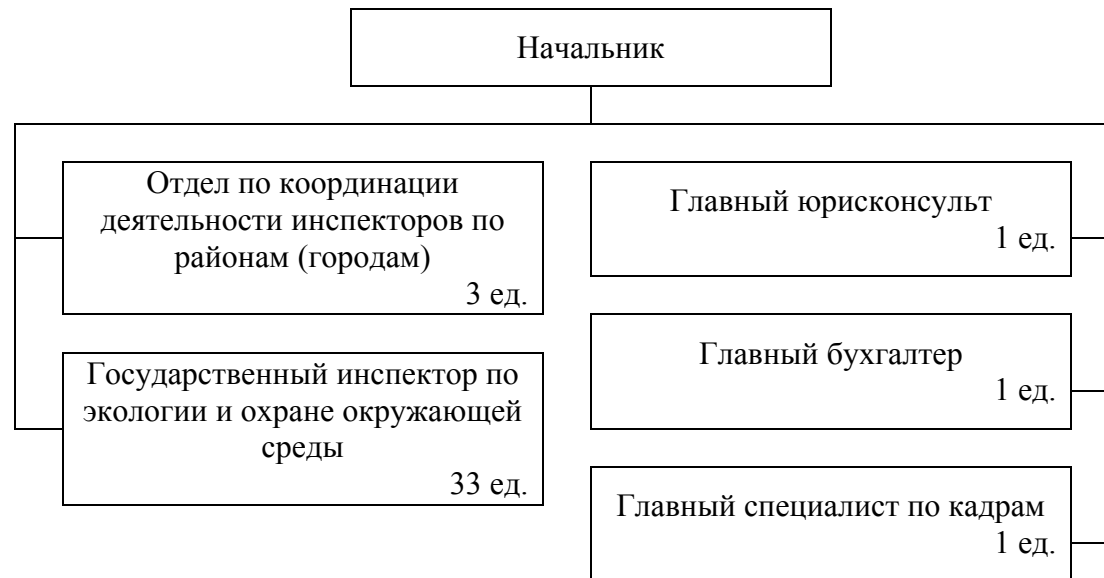 Начальник
Отдел по координации
деятельности инспекторов по
районам (городам)
3 ед.
Государственный инспектор по
экологии и охране окружающей
среды
33 ед.
Главный юрисконсульт
1 ед.
Главный бухгалтер
1 ед.
Главный специалист по кадрам
1 ед.